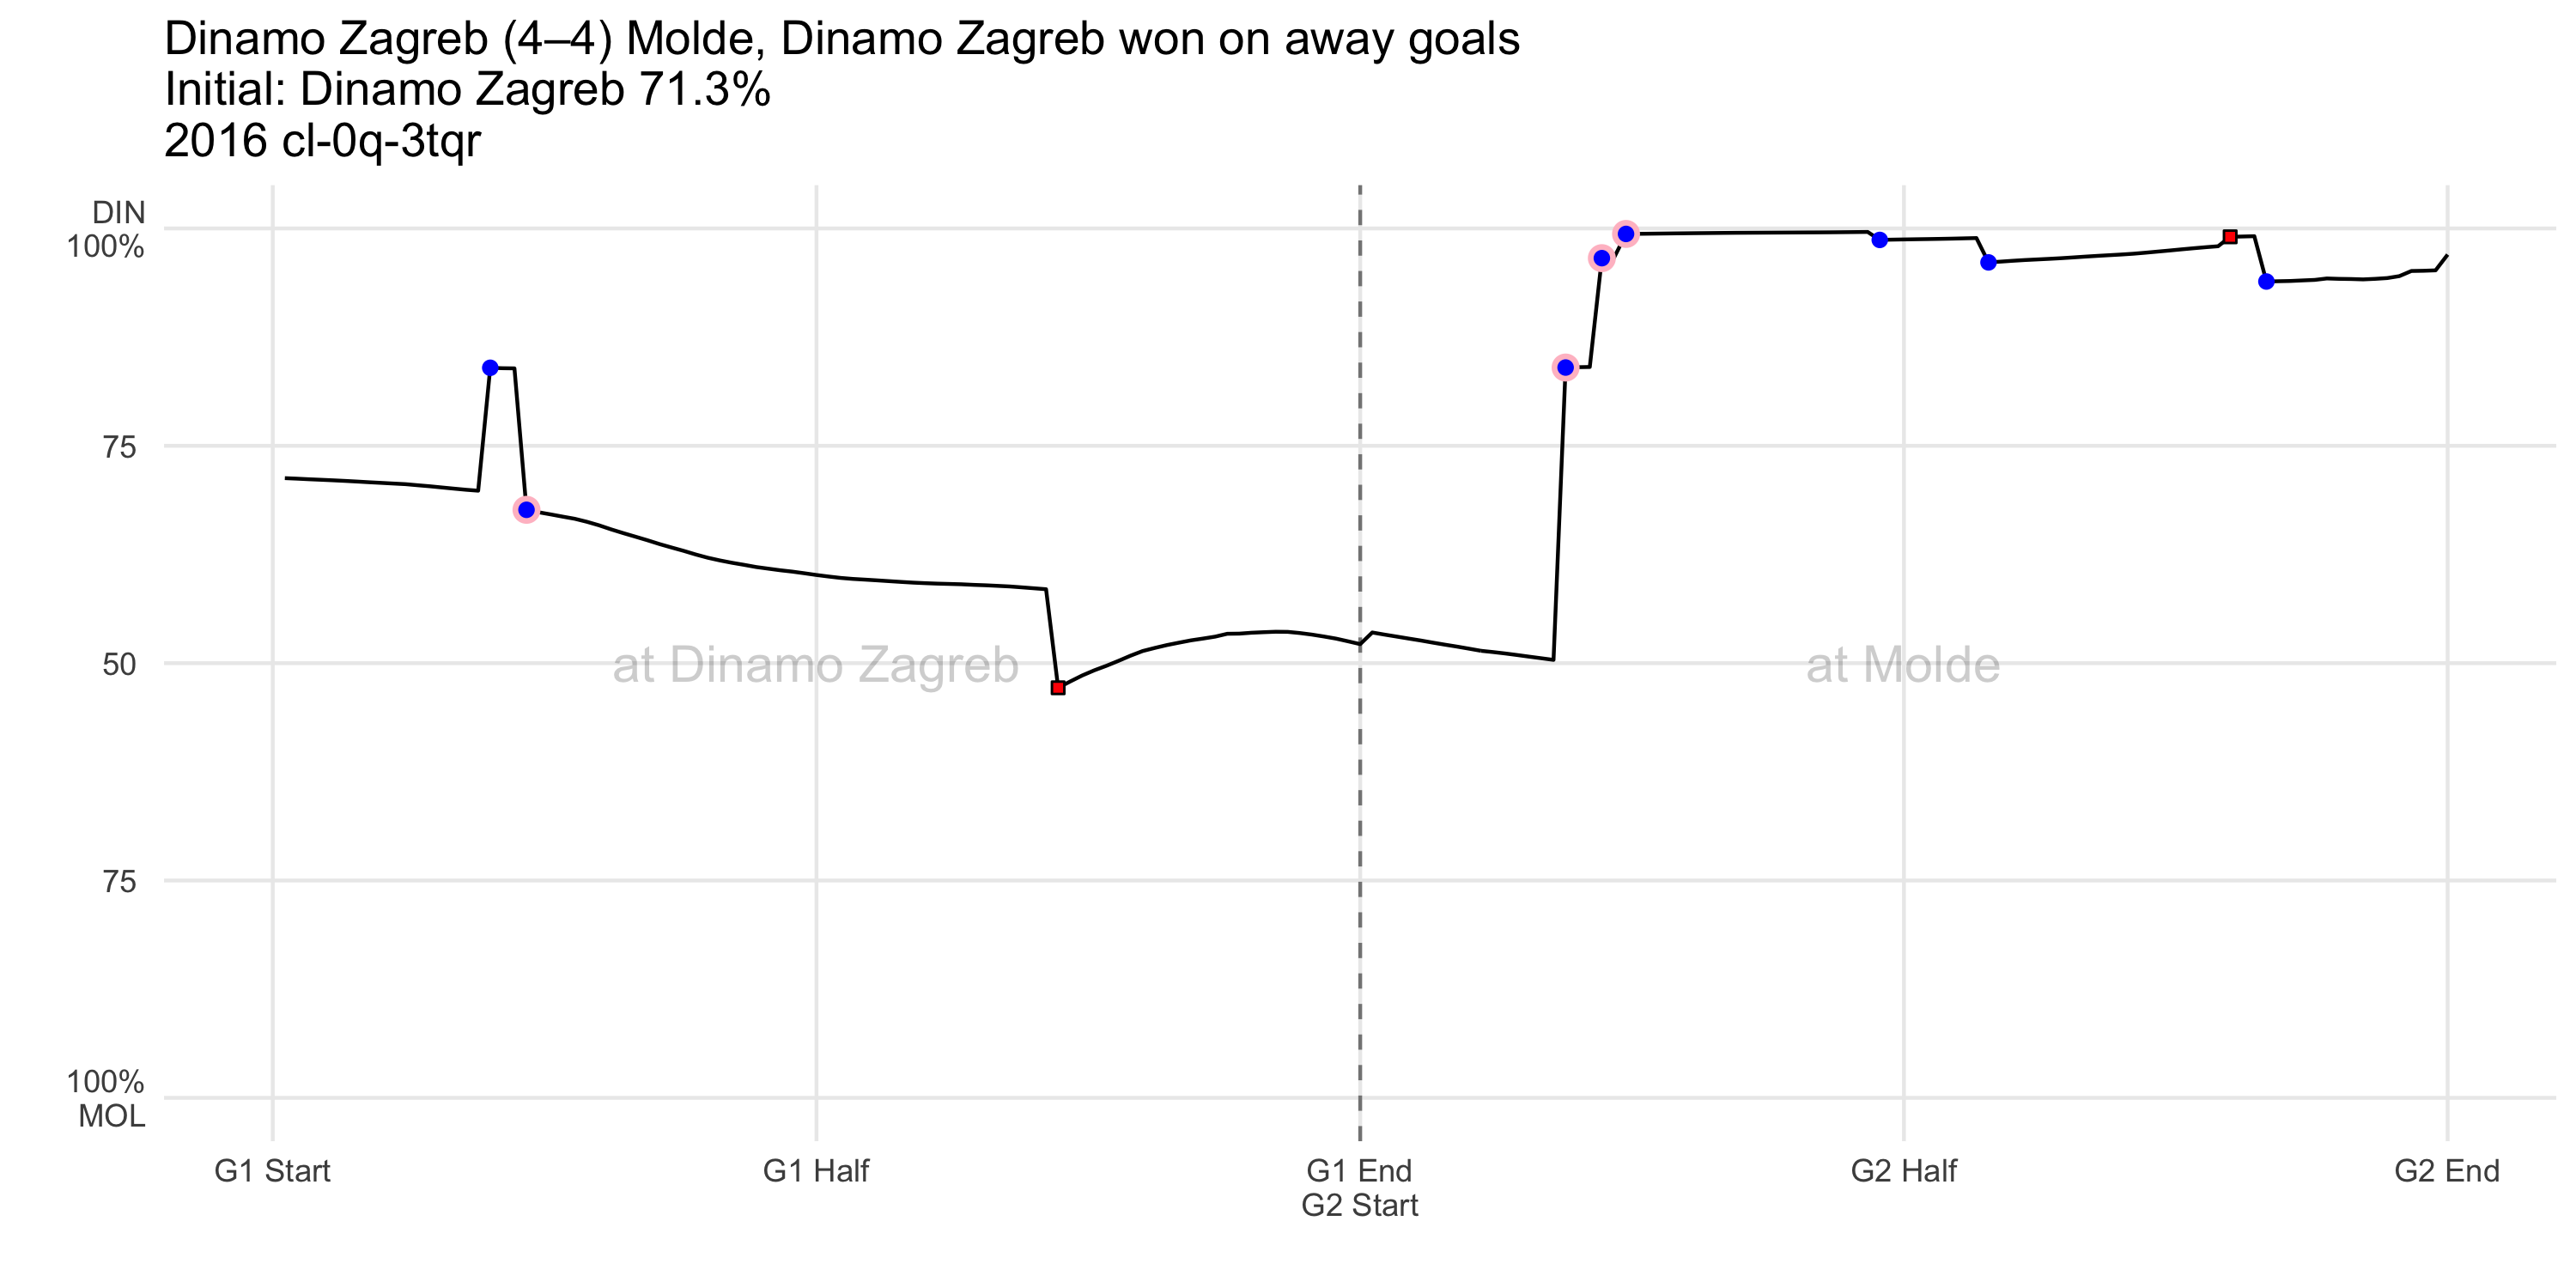 Dinamo Zagreb (4–4) Molde, Dinamo Zagreb won on away goals
Initial: Dinamo Zagreb 71.3%
2016 cl-0q-3tqr
DIN
100%
75
50
75
100%
MOL
at Dinamo Zagreb
at Molde
G1 Start
G1 Half
G1 End
G2 Start
G2 Half
G2 End